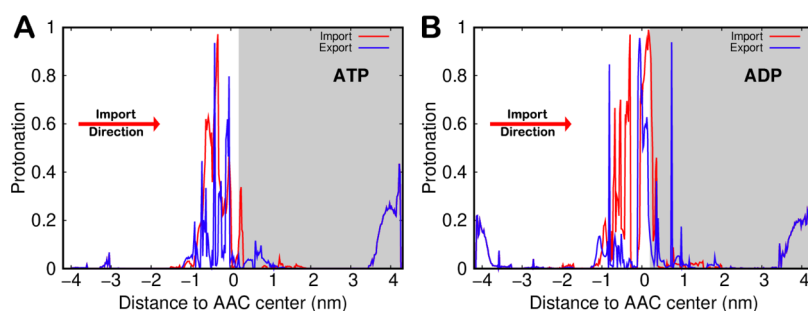 A
Import
Export
ATP
Import
Direction
Protonation
1
0.8
0.6
0.4
0.2
0
−4 −3 −2 −1 0 1 2 3 4
Distance to AAC center (nm)
B
Import
Export
ADP
Import
Direction
Protonation
1
0.8
0.6
0.4
0.2
0
−4 −3 −2 −1 0 1 2 3 4
Distance to AAC center (nm)